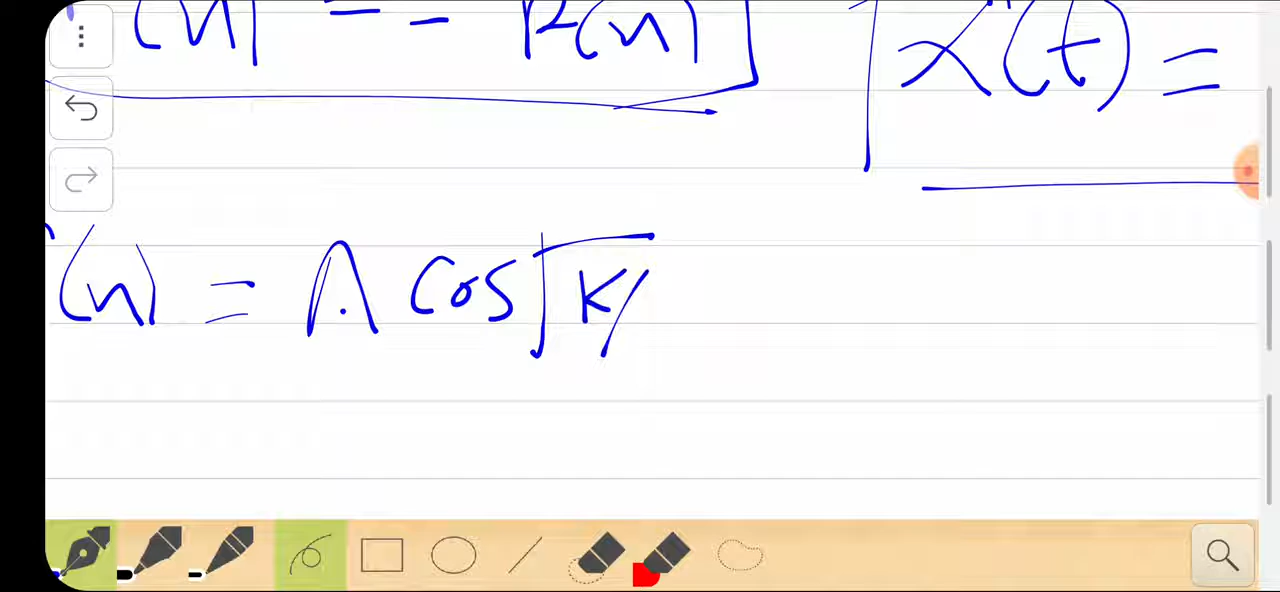 (n) = = P(n)] x(t) =
(n) = A cos √K/